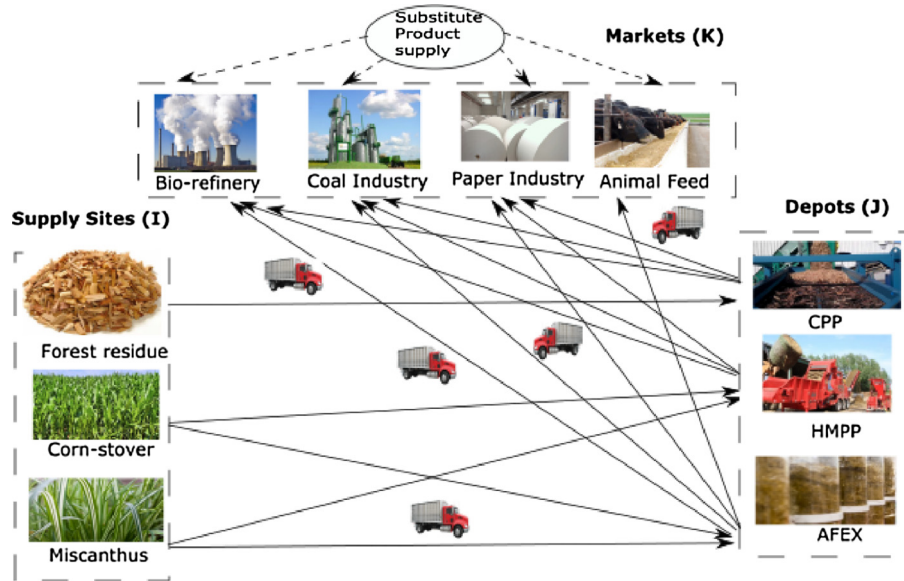 Substitute
Product
supply
Markets (K)
Bio-refinery
Coal Industry
Paper Industry
Animal Feed
Supply Sites (I)
Depots (J)
Forest residue
CPP
Corn-stover
HMPP
Miscanthus
AFEX